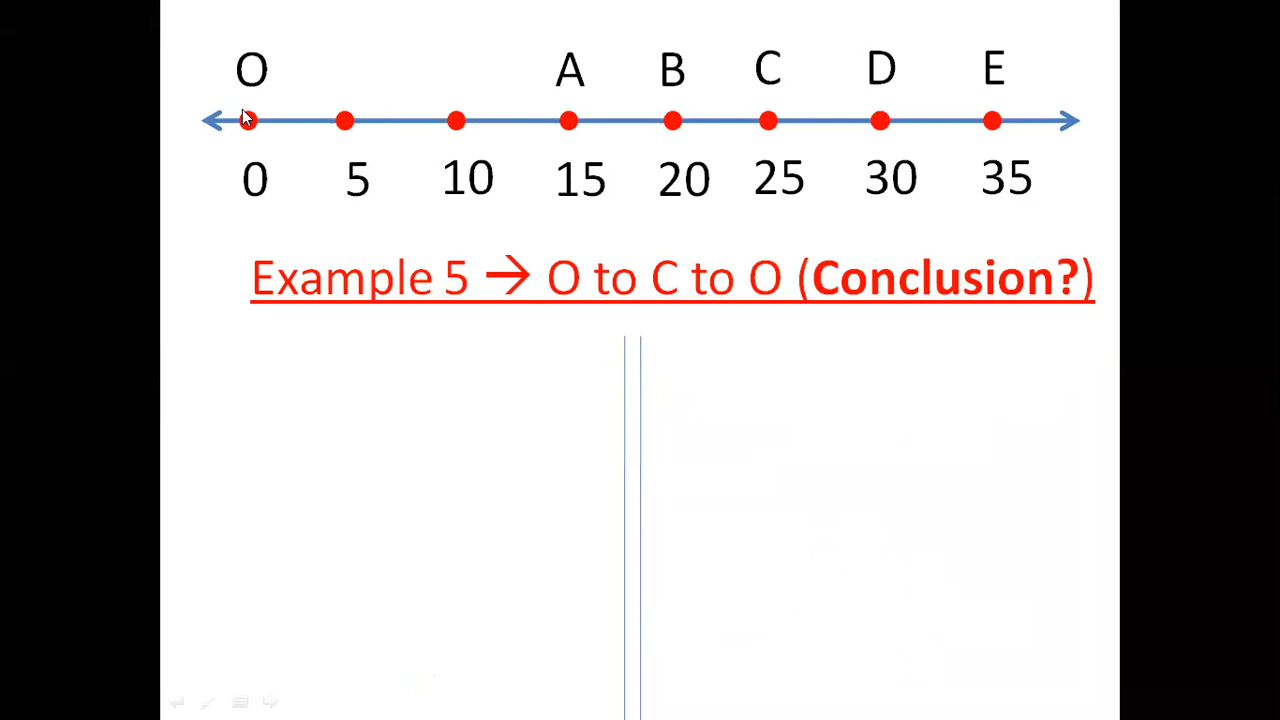 O A B C D E
0 5 10 15 20 25 30 35
Example 5 → O to C to O (Conclusion?)